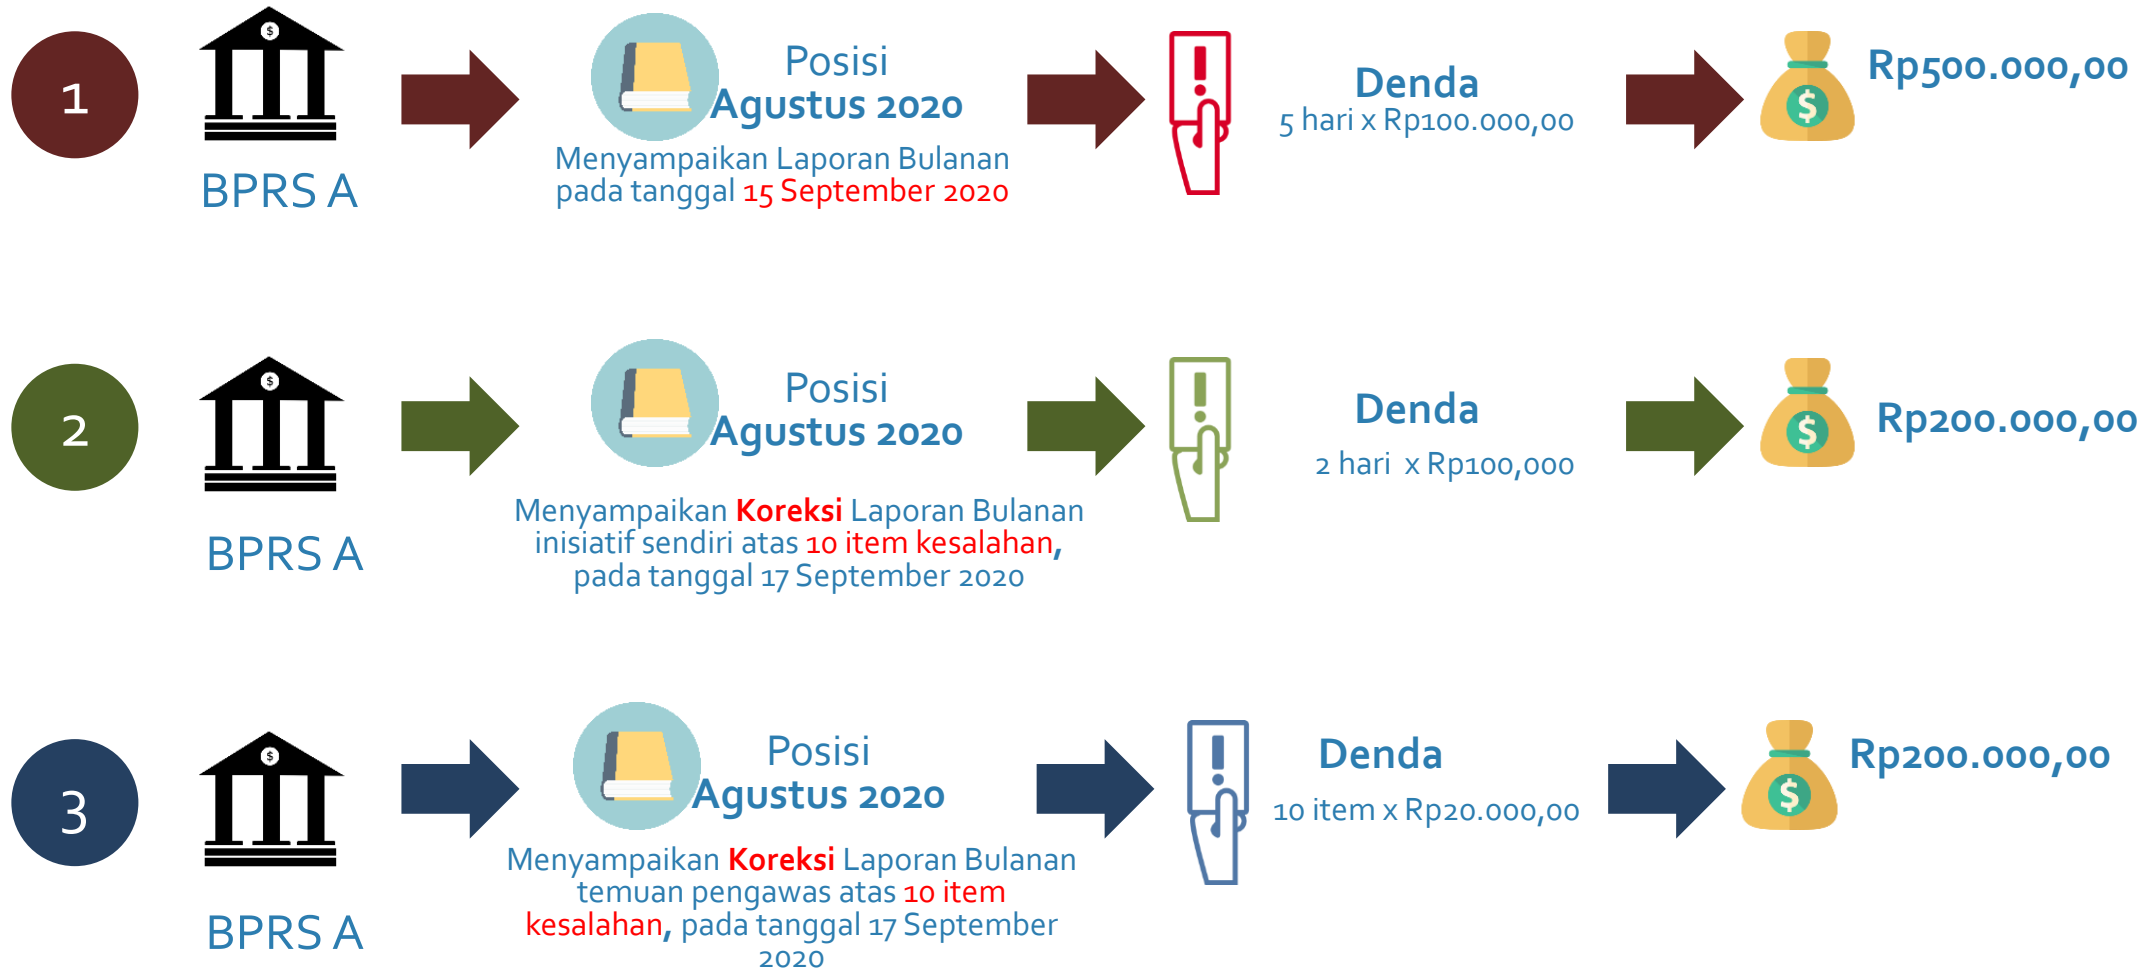 1
BPRS A
Posisi
Agustus 2020
Menyampaikan Laporan Bulanan
pada tanggal 15 September 2020
Denda
5 hari x Rp100.000,00
Rp500.000,00
2
BPRS A
Posisi
Agustus 2020
Menyampaikan Koreksi Laporan Bulanan
inisiatif sendiri atas 10 item kesalahan,
pada tanggal 17 September 2020
Denda
2 hari x Rp100,000
Rp200.000,00
3
BPRS A
Posisi
Agustus 2020
Menyampaikan Koreksi Laporan Bulanan
temuan pengawas atas 10 item
kesalahan, pada tanggal 17 September
2020
Denda
10 item x Rp20.000,00
Rp200.000,00